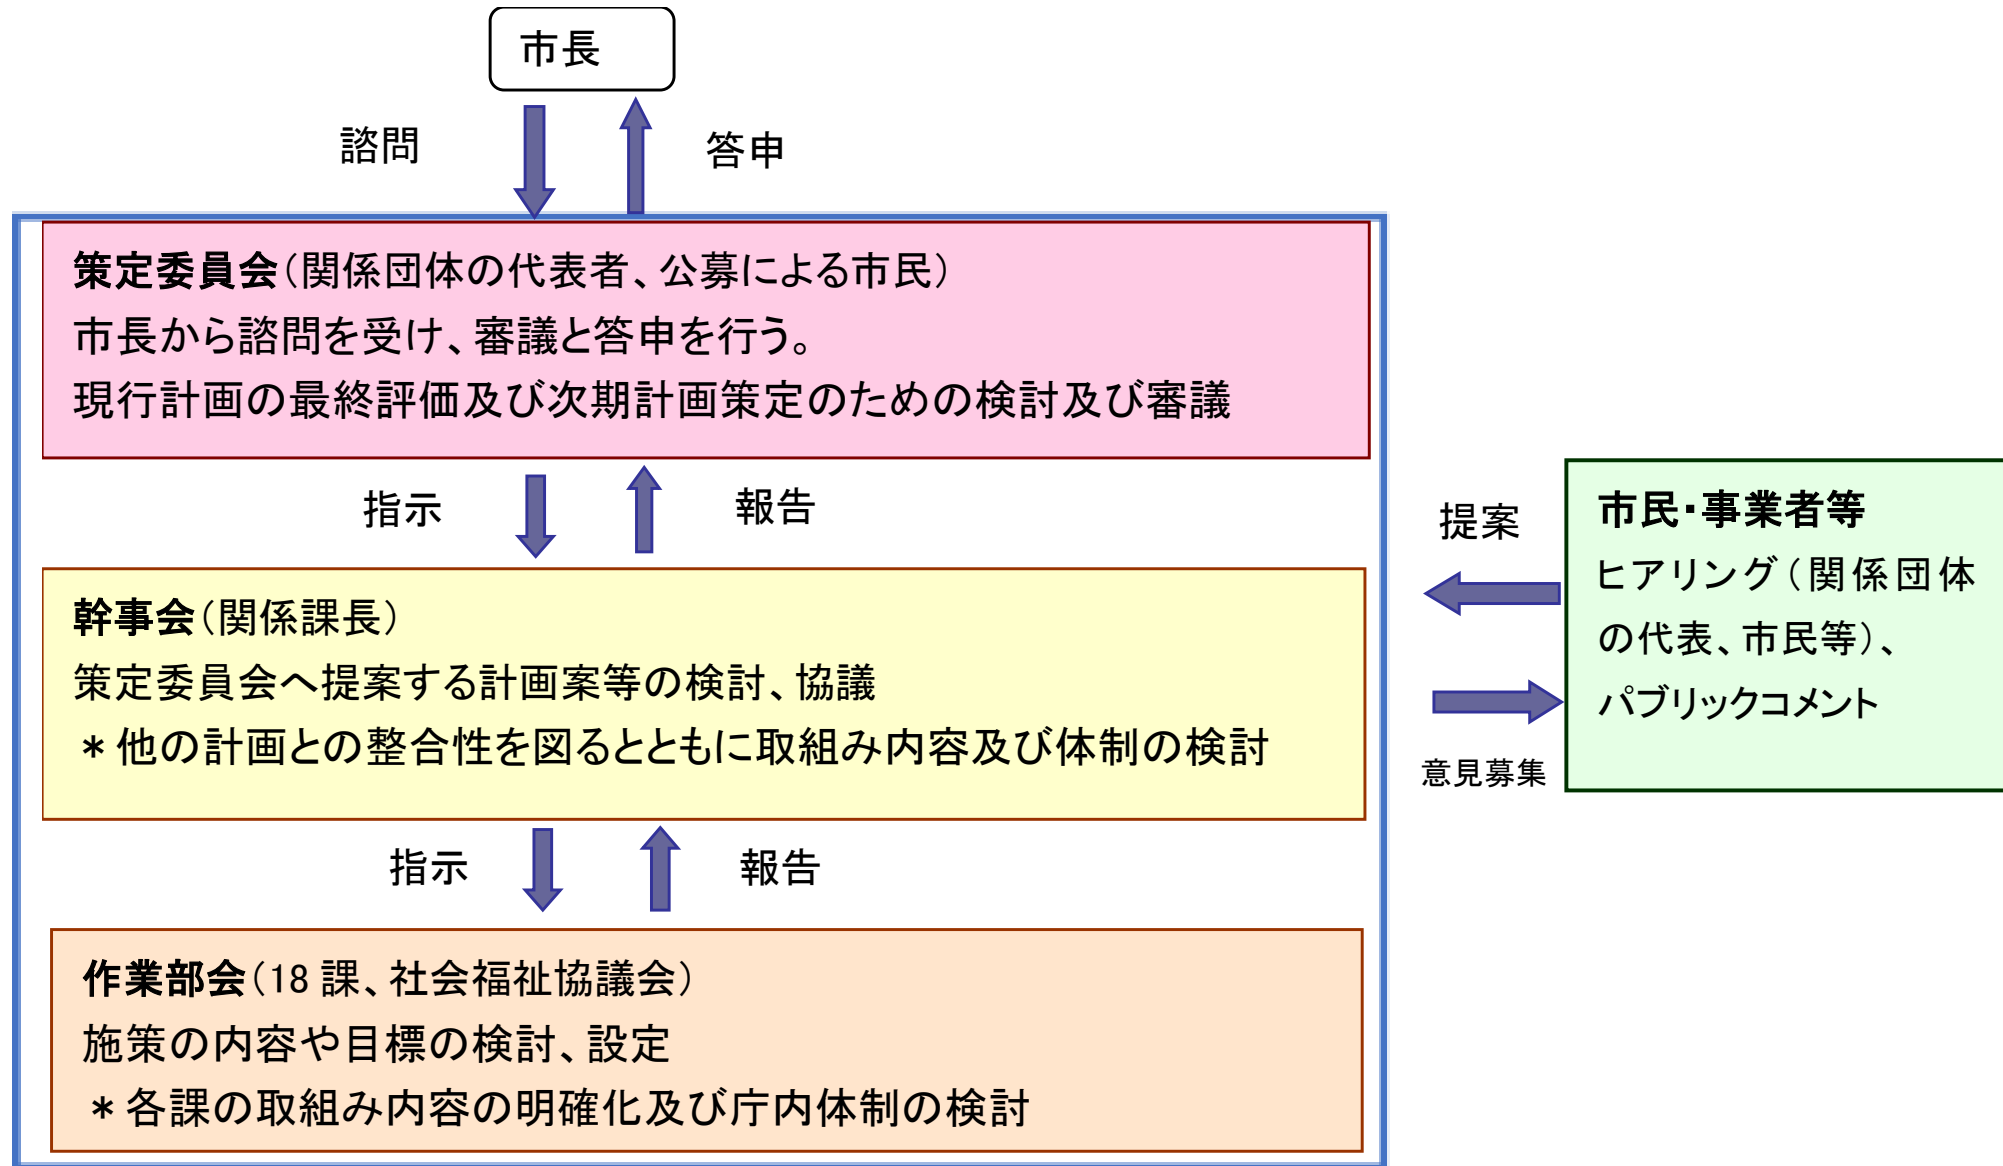 市長
諮問
答申
策定委員会(関係団体の代表者、公募による市民)
市長から諮問を受け、審議と答申を行う。
現行計画の最終評価及び次期計画策定のための検討及び審議
指示
報告
幹事会(関係課長)
策定委員会へ提案する計画案等の検討、協議
＊他の計画との整合性を図るとともに取組み内容及び体制の検討
指示
報告
作業部会(18 課、社会福祉協議会)
施策の内容や目標の検討、設定
＊各課の取組み内容の明確化及び庁内体制の検討
提案
意見募集
市民・事業者等
ヒアリング(関係団体
の代表、市民等)、
パブリックコメント